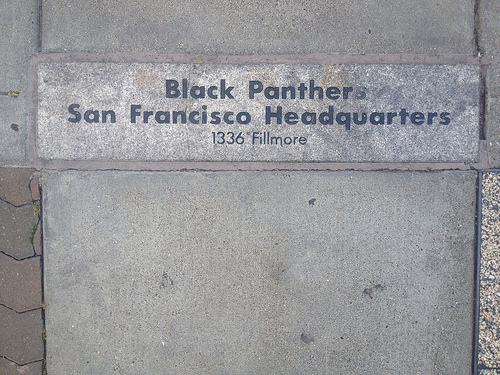 Black Panthers
San Francisco Headquarters
1336 Fillmore